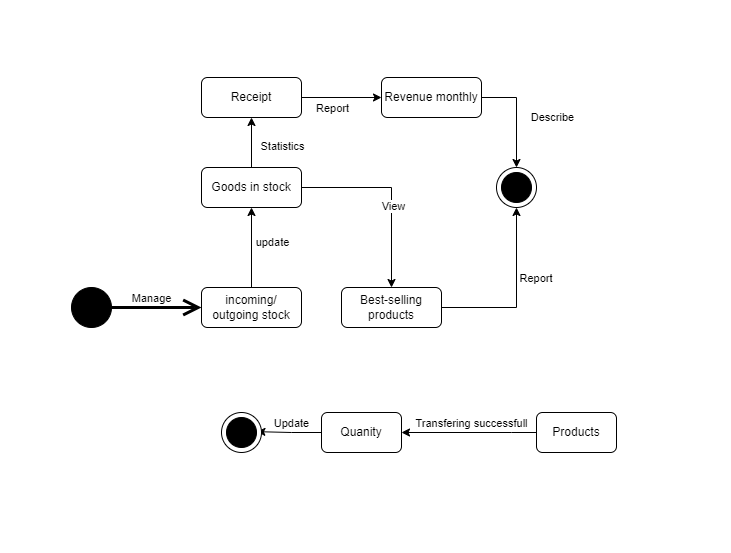 Receipt
Report
Revenue monthly
Describe
Statistics
Goods in stock
View
update
Manage
incoming/
outgoing stock
Best-selling
products
Report
Update
Quanity
Transfering successfull
Products